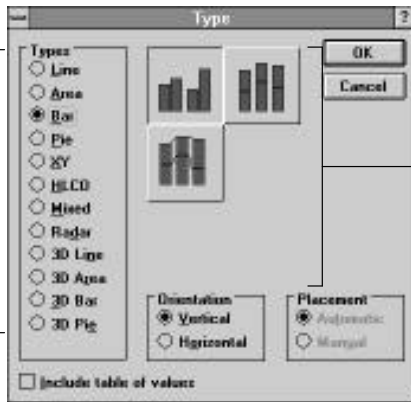 Type
?
Types
Line
Area
Bar
Pie
XY
HLCO
Mixed
Radar
3D Line
3D Area
3D Bar
3D Pie
OK
Cancel
Orientation
Vertical
Horizontal
Placement
Automatic
Manual
Include table of values